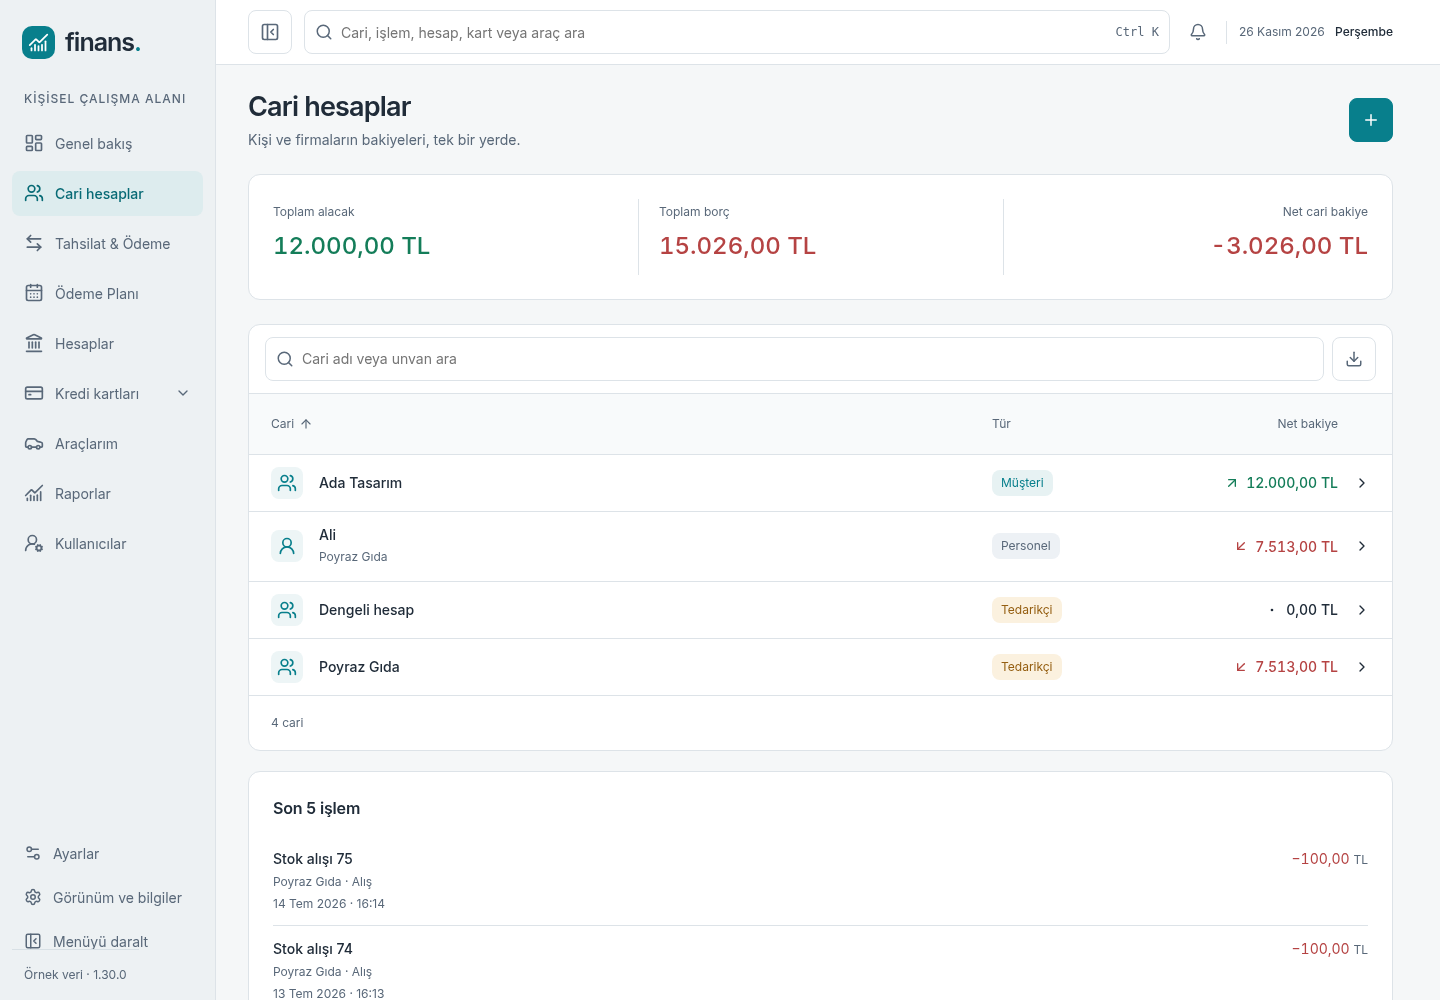 finans.
KİŞİSEL ÇALIŞMA ALANI
Genel bakış
Cari hesaplar
Tahsilat & Ödeme
Ödeme Planı
Hesaplar
Kredi kartları
Araçlarım
Raporlar
Kullanıcılar
Ayarlar
Görünüm ve bilgiler
Menüyü daralt
Örnek veri · 1.30.0
Cari, işlem, hesap, kart veya araç ara Ctrl K
26 Kasım 2026 Perşembe
Cari hesaplar
Kişi ve firmaların bakiyeleri, tek bir yerde.
Toplam alacak
12.000,00 TL
Toplam borç
15.026,00 TL
Net cari bakiye
-3.026,00 TL
Cari adı veya unvan ara
Cari Tür Net bakiye
Ada Tasarım Müşteri 12.000,00 TL
Ali
Poyraz Gıda
Personel 7.513,00 TL
Dengeli hesap Tedarikçi · 0,00 TL
Poyraz Gıda Tedarikçi 7.513,00 TL
4 cari
Son 5 işlem
Stok alışı 75 −100,00 TL
Poyraz Gıda · Alış
14 Tem 2026 · 16:14
Stok alışı 74 −100,00 TL
Poyraz Gıda · Alış
13 Tem 2026 · 16:13